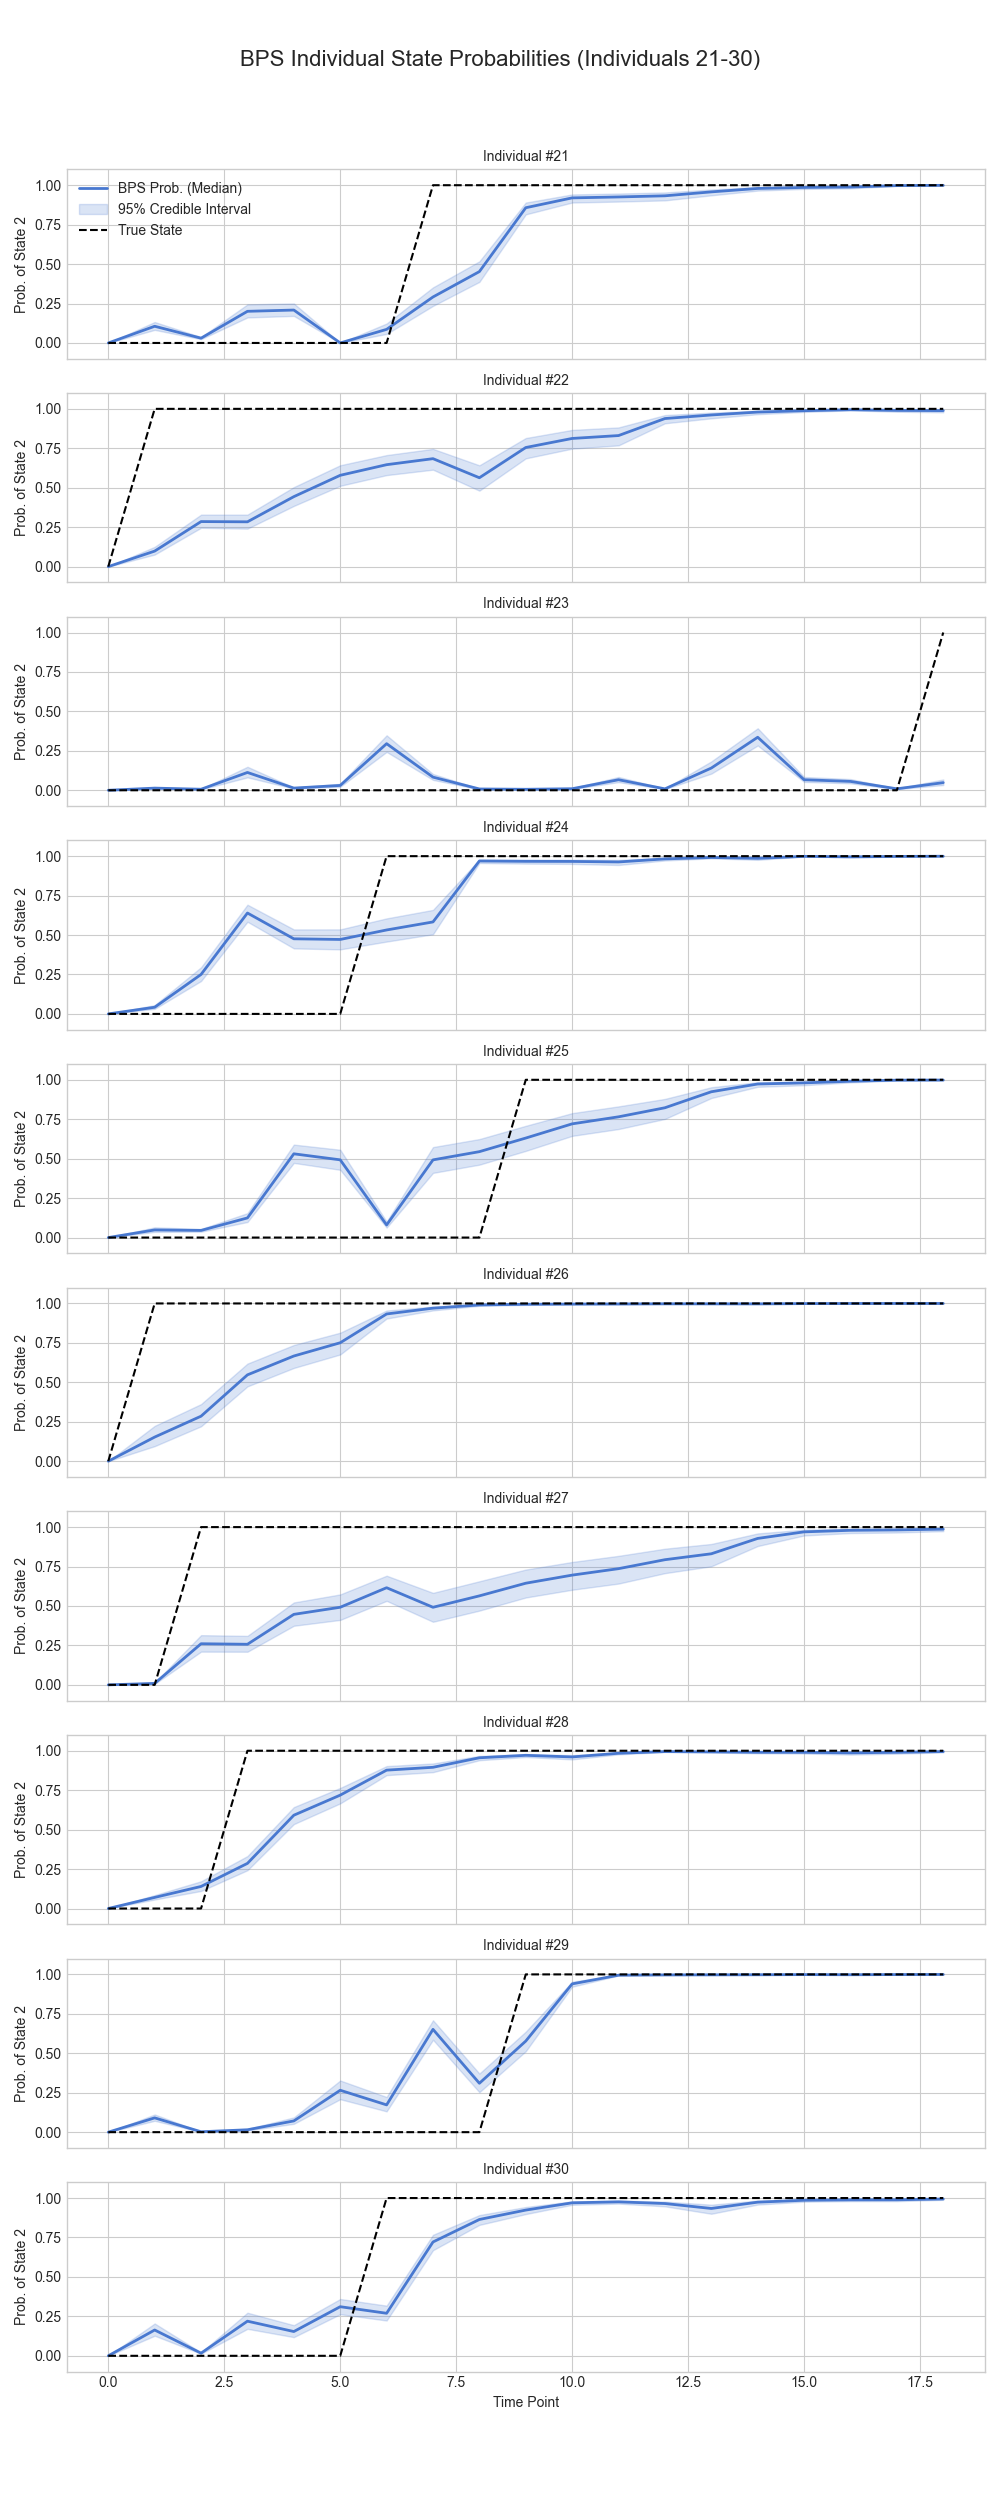 BPS Individual State Probabilities (Individuals 21-30)
Individual #21
BPS Prob. (Median)
95% Credible Interval
True State
Prob. of State 2
1.00
0.75
0.50
0.25
0.00
Individual #22
Prob. of State 2
1.00
0.75
0.50
0.25
0.00
Individual #23
Prob. of State 2
1.00
0.75
0.50
0.25
0.00
Individual #24
Prob. of State 2
1.00
0.75
0.50
0.25
0.00
Individual #25
Prob. of State 2
1.00
0.75
0.50
0.25
0.00
Individual #26
Prob. of State 2
1.00
0.75
0.50
0.25
0.00
Individual #27
Prob. of State 2
1.00
0.75
0.50
0.25
0.00
Individual #28
Prob. of State 2
1.00
0.75
0.50
0.25
0.00
Individual #29
Prob. of State 2
1.00
0.75
0.50
0.25
0.00
Individual #30
Prob. of State 2
1.00
0.75
0.50
0.25
0.00
0.0 2.5 5.0 7.5 10.0 12.5 15.0 17.5
Time Point